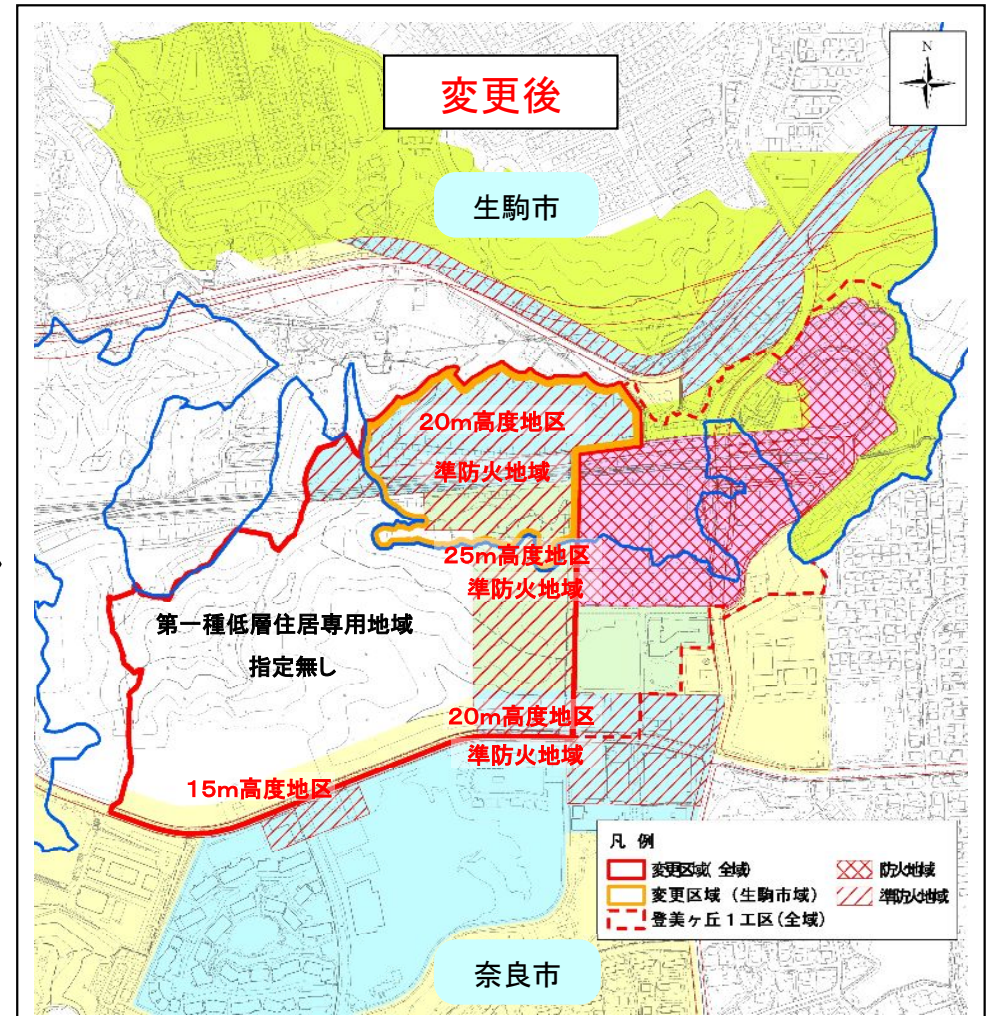 変更後
N
生駒市
20m高度地区
準防火地域
25m高度地区
準防火地域
第一種低層住居専用地域
指定無し
20m高度地区
準防火地域
15m高度地区
凡 例
変更区域(全域)
防火地域
変更区域(生駒市域)
準防火地域
登美ヶ丘1工区(全域)
奈良市